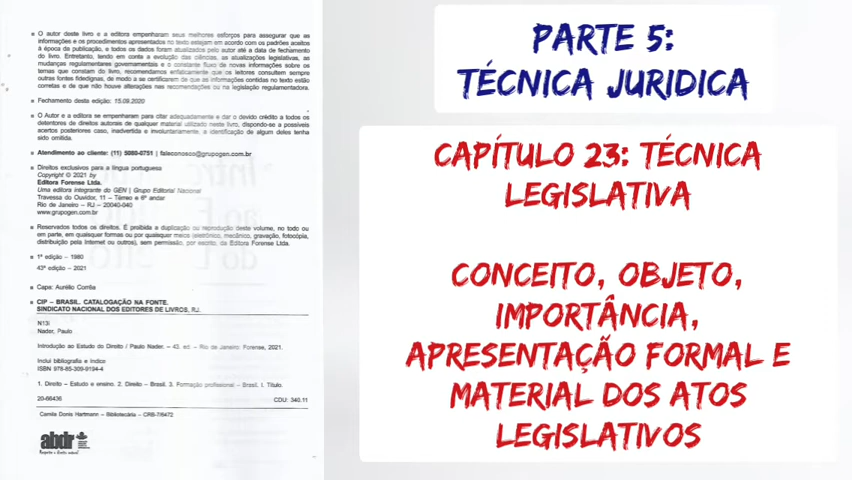 O autor deste livro e a editora empenharam seus melhores esforços para assegurar que as
informações e os procedimentos apresentados no texto estejam em acordo com os padrões aceitos
à época da publicação, e todos os dados foram atualizados pelo autor até a data de fechamento
do livro. Entretanto, tendo em conta a evolução das ciências, as atualizações legislativas, as
mudanças regulamentares governamentais e o constante fluxo de novas informações sobre os
temas que constam do livro, recomendamos enfaticamente que os leitores consultem sempre
outras fontes fidedignas, de modo a se certificarem de que as informações contidas no texto estão
corretas e de que não houve alterações nas recomendações ou na legislação regulamentadora.
Fechamento desta edição: 15.09.2020
O Autor e a editora se empenharam para citar adequadamente e dar o devido crédito a todos os
detentores de direitos autorais de qualquer material utilizado neste livro, dispondo-se a possíveis
acertos posteriores caso, inadvertida e involuntariamente, a identificação de algum deles tenha
sido omitida.
Atendimento ao cliente: (11) 5080-0751 | faleconosco@grupogen.com.br
Direitos exclusivos para a língua portuguesa
Copyright © 2021 by
Editora Forense Ltda.
Uma editora integrante do GEN | Grupo Editorial Nacional
Travessa do Ouvidor, 11 – Térreo e 6º andar
Rio de Janeiro – RJ – 20040-040
www.grupogen.com.br
Reservados todos os direitos. É proibida a duplicação ou reprodução deste volume, no todo ou
em parte, em quaisquer formas ou por quaisquer meios (eletrônico, mecânico, gravação, fotocópia,
distribuição pela Internet ou outros), sem permissão, por escrito, da Editora Forense Ltda.
1ª edição – 1980
43ª edição – 2021
Capa: Aurélio Corrêa
CIP – BRASIL. CATALOGAÇÃO NA FONTE.
SINDICATO NACIONAL DOS EDITORES DE LIVROS, RJ.
N13i
Nader, Paulo
Introdução ao Estudo do Direito / Paulo Nader. – 43. ed. – Rio de Janeiro: Forense, 2021.
Inclui bibliografia e índice
ISBN 978-85-309-9194-4
1. Direito – Estudo e ensino. 2. Direito – Brasil. 3. Formação profissional – Brasil. I. Título.
20-66436 CDU: 340.11
Camila Donis Hartmann – Bibliotecária – CRB-7/6472
abdr
Respeite o direito autoral
PARTE 5:
TÉCNICA JURIDICA
CAPÍTULO 23: TÉCNICA
LEGISLATIVA
CONCEITO, OBJETO,
IMPORTÂNCIA,
APRESENTAÇÃO FORMAL E
MATERIAL DOS ATOS
LEGISLATIVOS